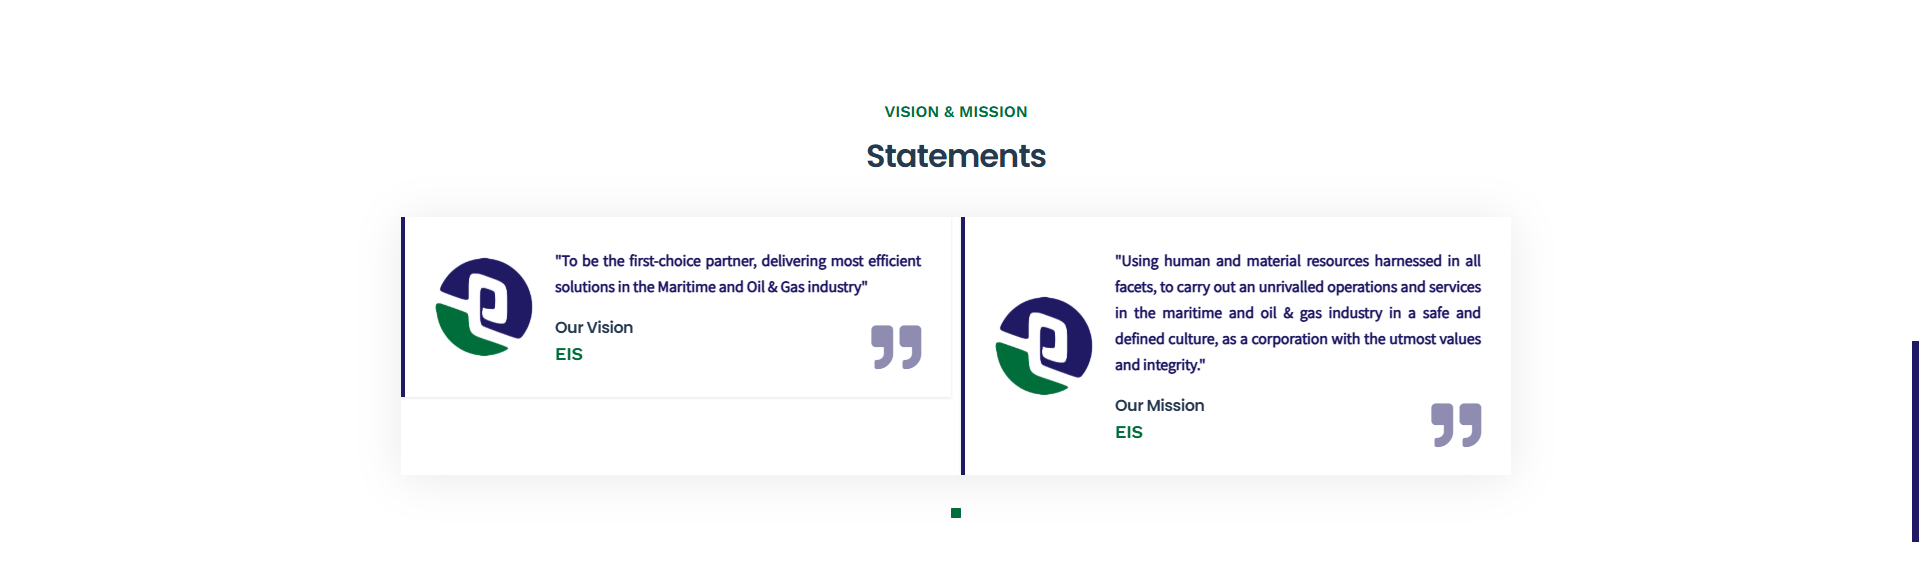 VISION & MISSION
Statements
"To be the first-choice partner, delivering most efficient
solutions in the Maritime and Oil & Gas industry"
Our Vision
EIS
"Using human and material resources harnessed in all
facets, to carry out an unrivalled operations and services
in the maritime and oil & gas industry in a safe and
defined culture, as a corporation with the utmost values
and integrity."
Our Mission
EIS